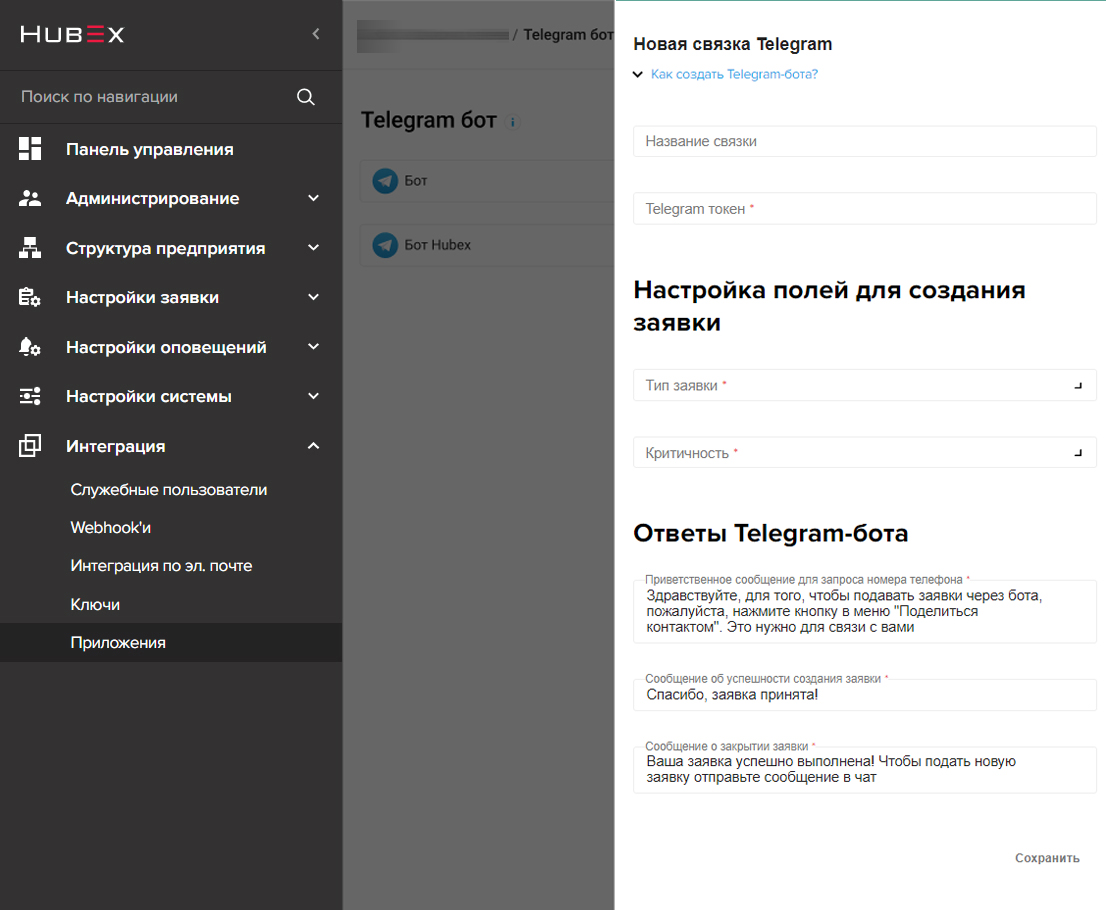 HUBEX
Поиск по навигации
Панель управления
Администрирование
Структура предприятия
Настройки заявки
Настройки оповещений
Настройки системы
Интеграция
Служебные пользователи
Webhook'и
Интеграция по эл. почте
Ключи
Приложения
/ Telegram бот
Telegram бот i
Бот
Бот Hubex
Новая связка Telegram
Как создать Telegram-бота?
Название связки
Telegram токен *
Настройка полей для создания
заявки
Тип заявки *
Критичность *
Ответы Telegram-бота
Приветственное сообщение для запроса номера телефона *
Здравствуйте, для того, чтобы подавать заявки через бота,
пожалуйста, нажмите кнопку в меню "Поделиться
контактом". Это нужно для связи с вами
Сообщение об успешности создания заявки *
Спасибо, заявка принята!
Сообщение о закрытии заявки *
Ваша заявка успешно выполнена! Чтобы подать новую
заявку отправьте сообщение в чат
Сохранить